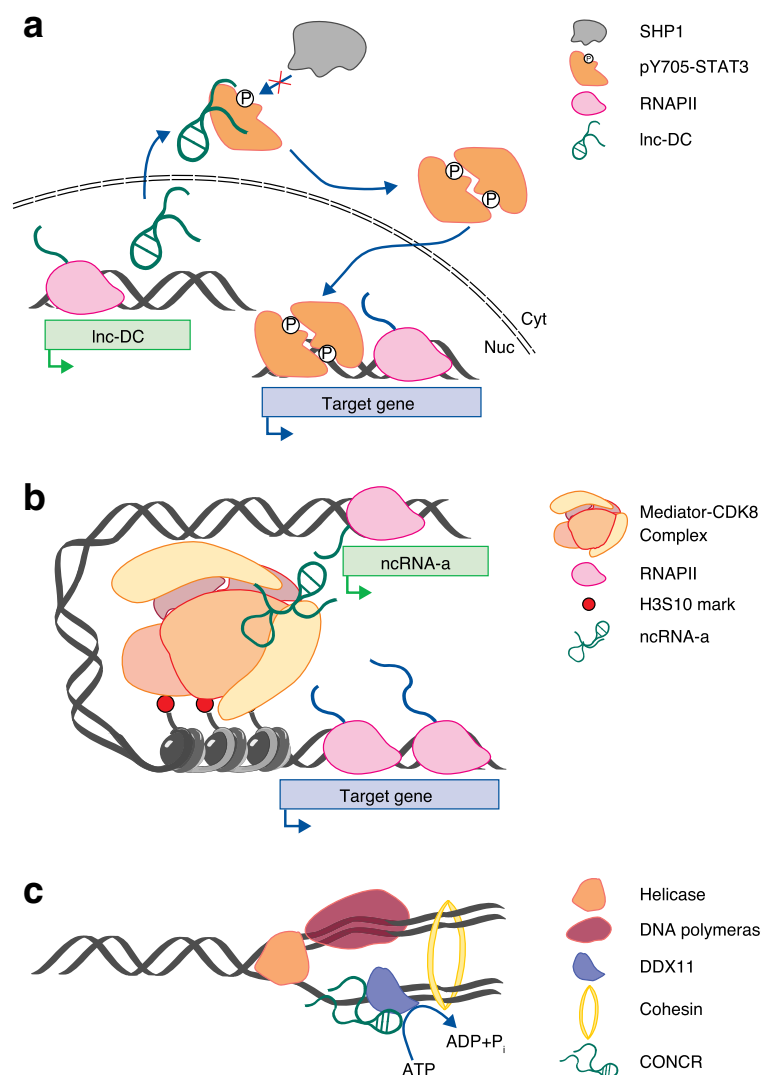 a
SHP1
pY705-STAT3
RNAPII
lnc-DC
P
P
P
P
P
P
Cyt
Nuc
lnc-DC
Target gene
b
Mediator-CDK8
Complex
RNAPII
H3S10 mark
ncRNA-a
ncRNA-a
Target gene
c
Helicase
DNA polymeras
DDX11
Cohesin
CONCR
ADP+Pi
ATP